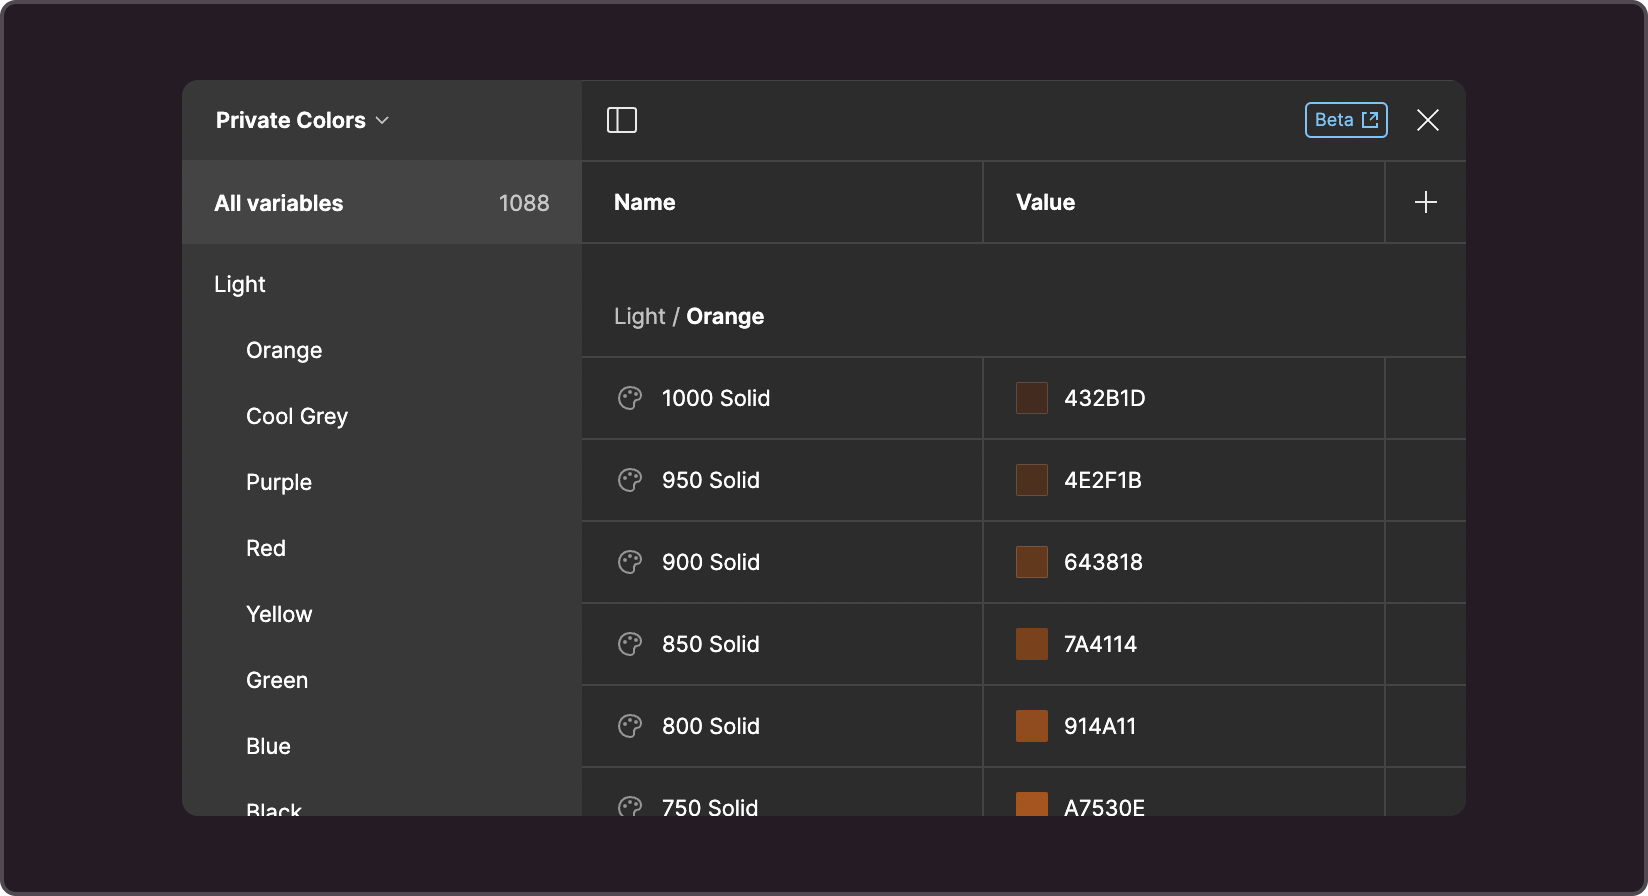 Private Colors
Beta
All variables 1088
Name Value
Light
Orange
Cool Grey
Purple
Red
Yellow
Green
Blue
Black
Light / Orange
1000 Solid 432B1D
950 Solid 4E2F1B
900 Solid 643818
850 Solid 7A4114
800 Solid 914A11
750 Solid A7530E